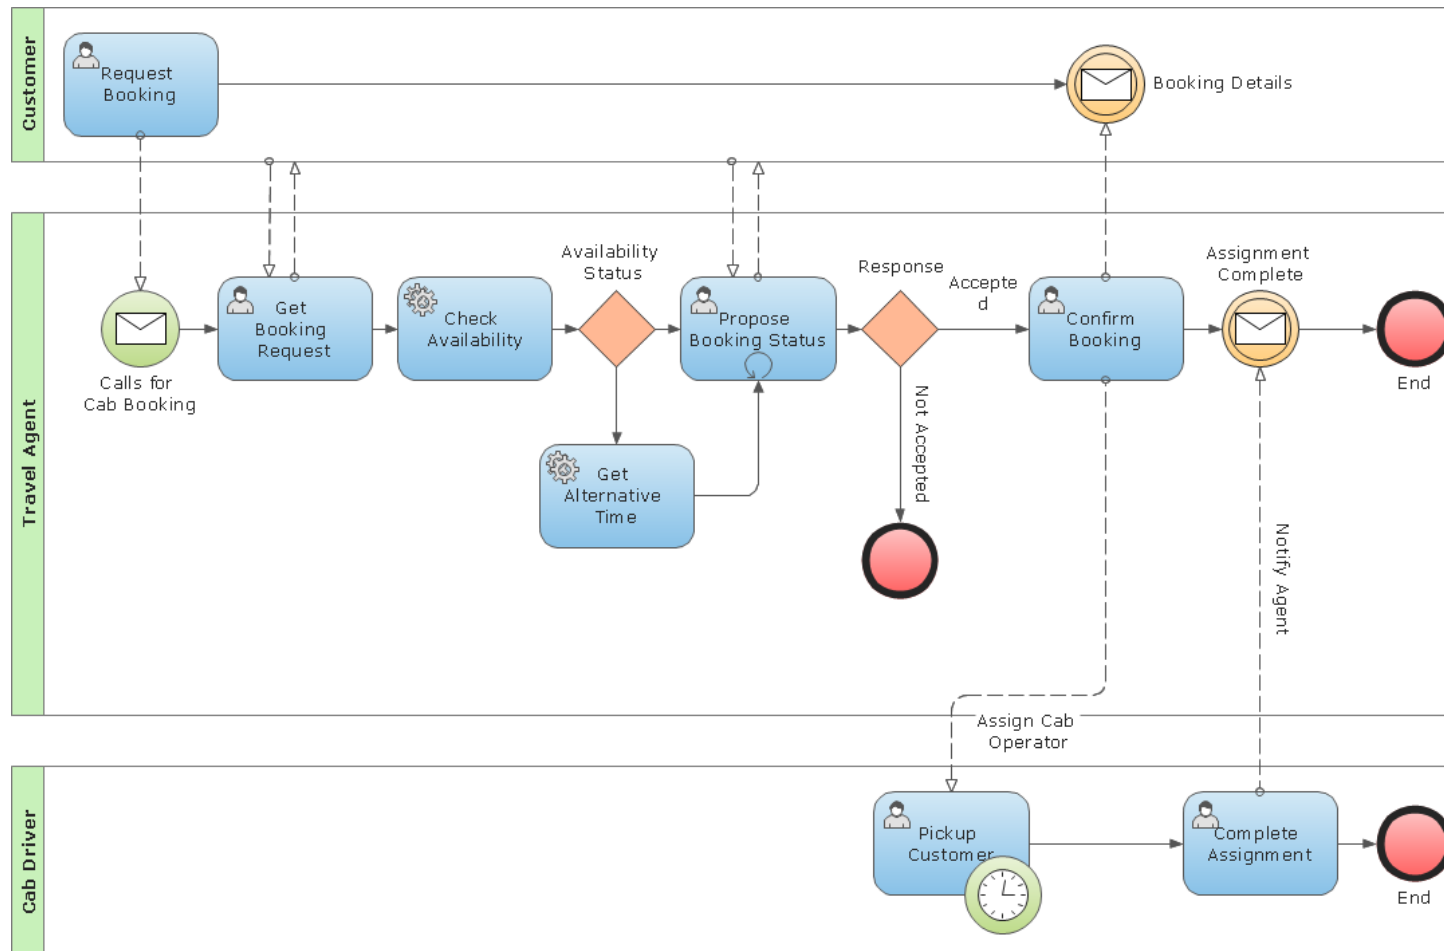 Customer
Request
Booking
Booking Details
Travel Agent
Calls for
Cab Booking
Get
Booking
Request
Check
Availability
Availability
Status
Get
Alternative
Time
Propose
Booking Status
Response
Accepte
d
Not Accepted
Confirm
Booking
Assignment
Complete
End
Notify Agent
Assign Cab
Operator
Cab Driver
Pickup
Customer
Complete
Assignment
End